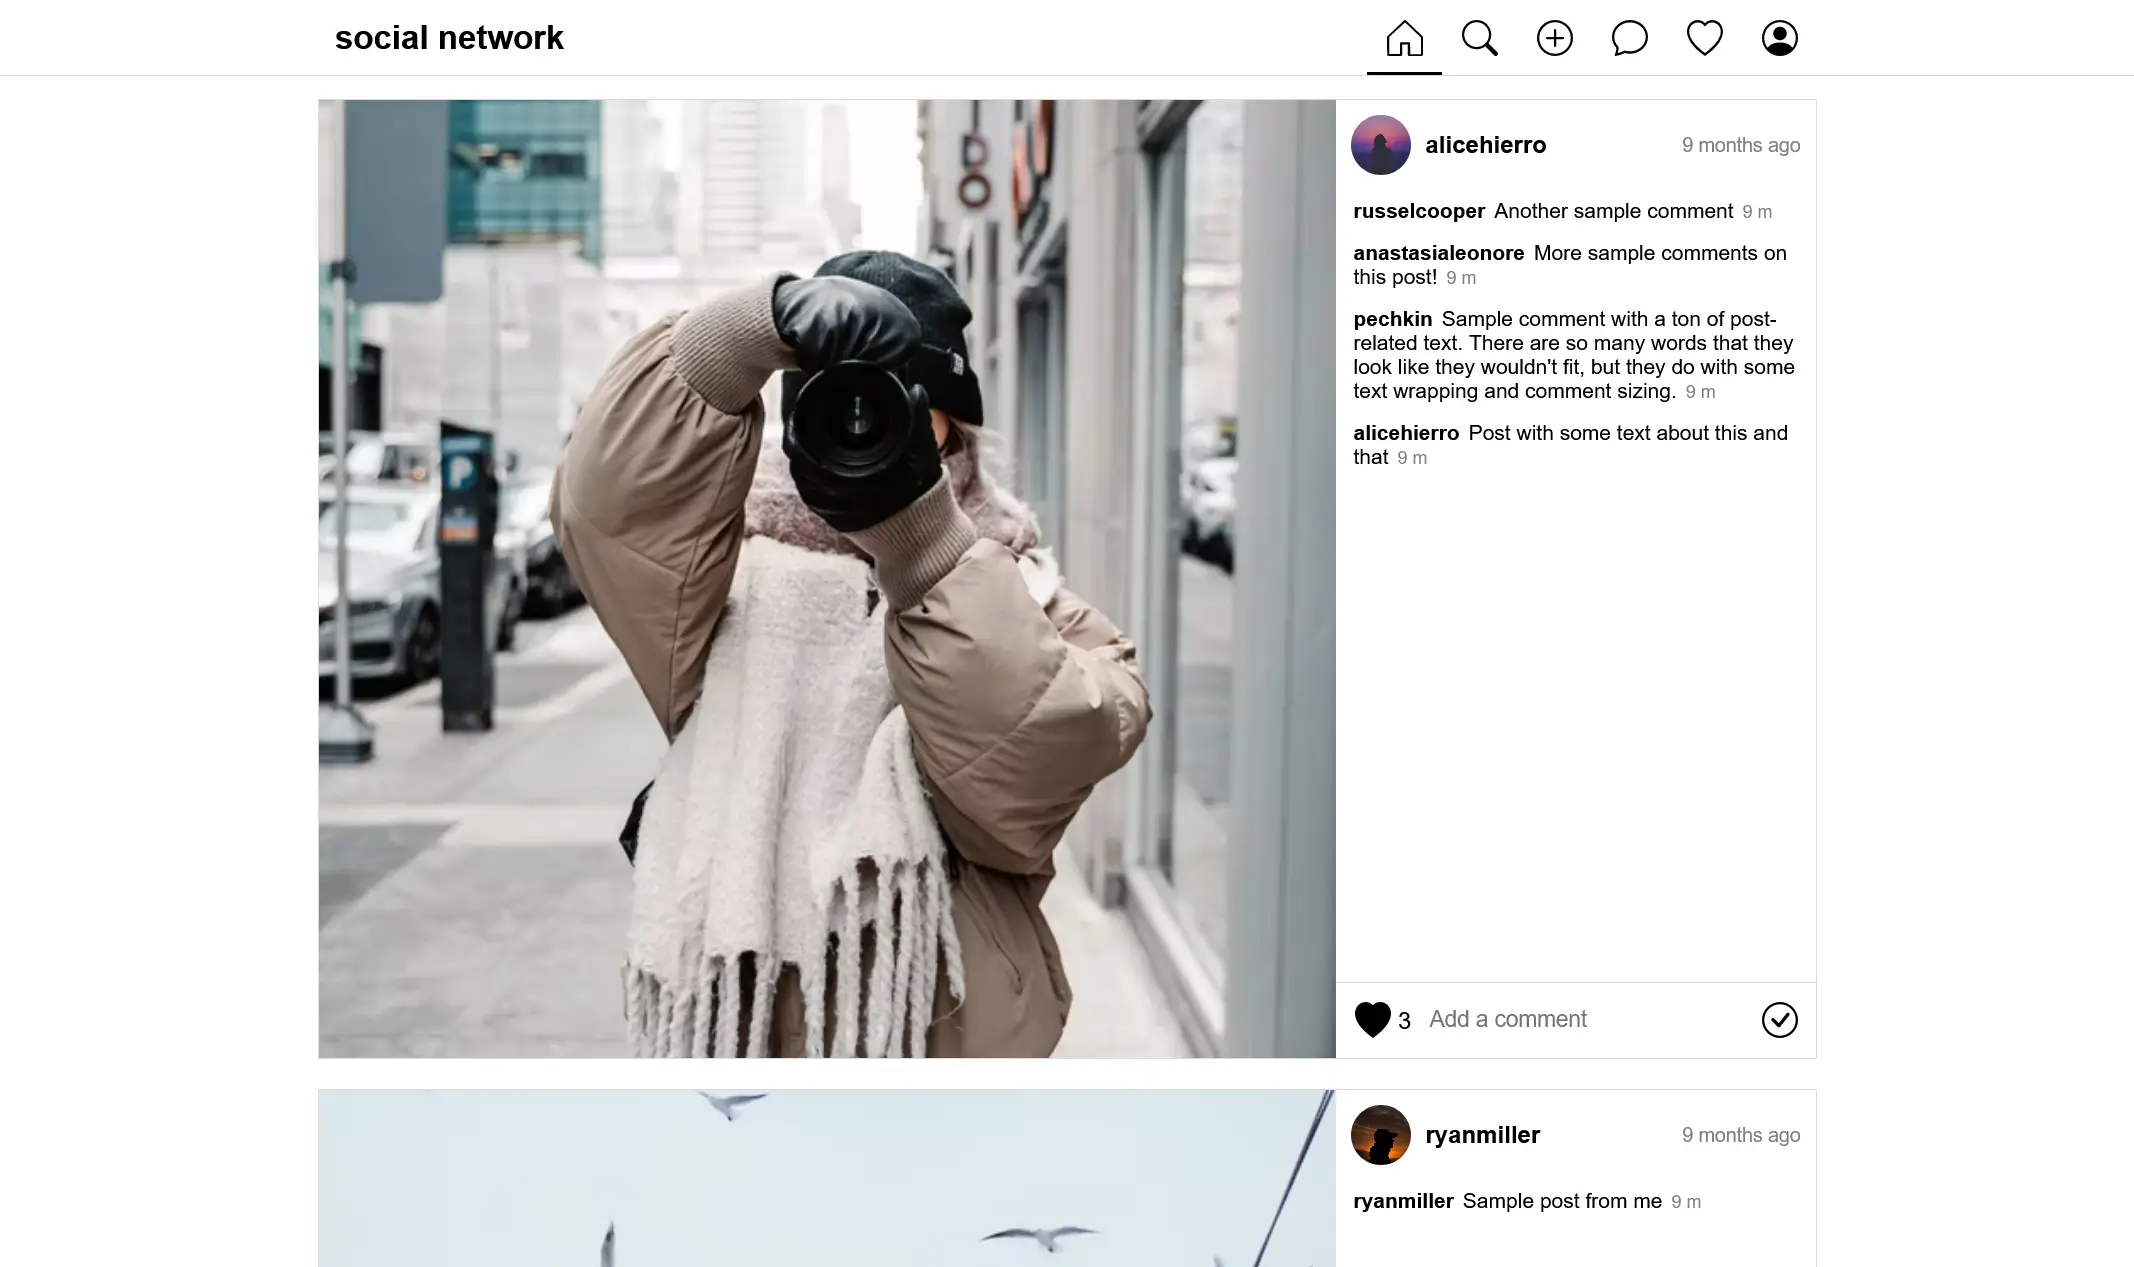 social network
alicehierro 9 months ago
russelcooper Another sample comment 9 m
anastasialeonore More sample comments on
this post! 9 m
pechkin Sample comment with a ton of post-
related text. There are so many words that they
look like they wouldn't fit, but they do with some
text wrapping and comment sizing. 9 m
alicehierro Post with some text about this and
that 9 m
3 Add a comment
ryanmiller 9 months ago
ryanmiller Sample post from me 9 m